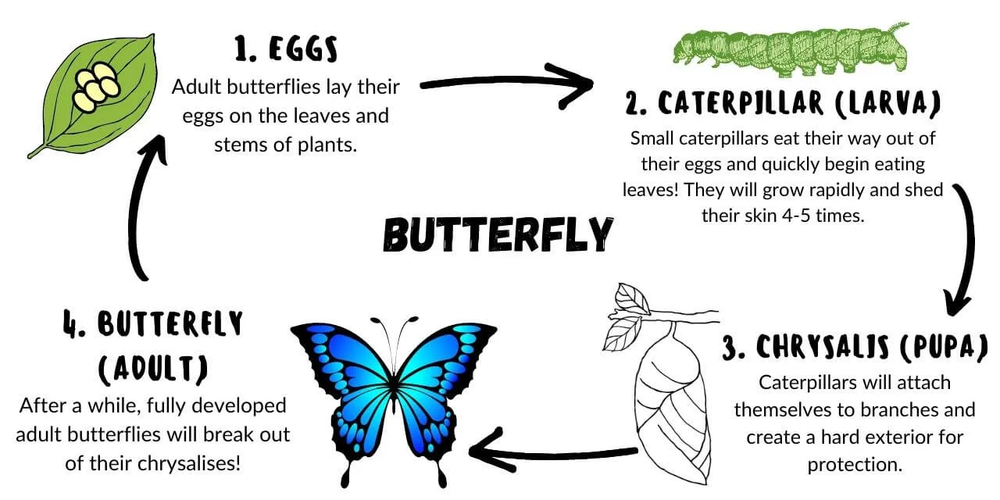 1. EGGS
Adult butterflies lay their
eggs on the leaves and
stems of plants.
2. CATERPILLAR (LARVA)
Small caterpillars eat their way out of
their eggs and quickly begin eating
leaves! They will grow rapidly and shed
their skin 4-5 times.
BUTTERFLY
3. CHRYSALIS (PUPA)
Caterpillars will attach
themselves to branches and
create a hard exterior for
protection.
4. BUTTERFLY
(ADULT)
After a while, fully developed
adult butterflies will break out
of their chrysalises!